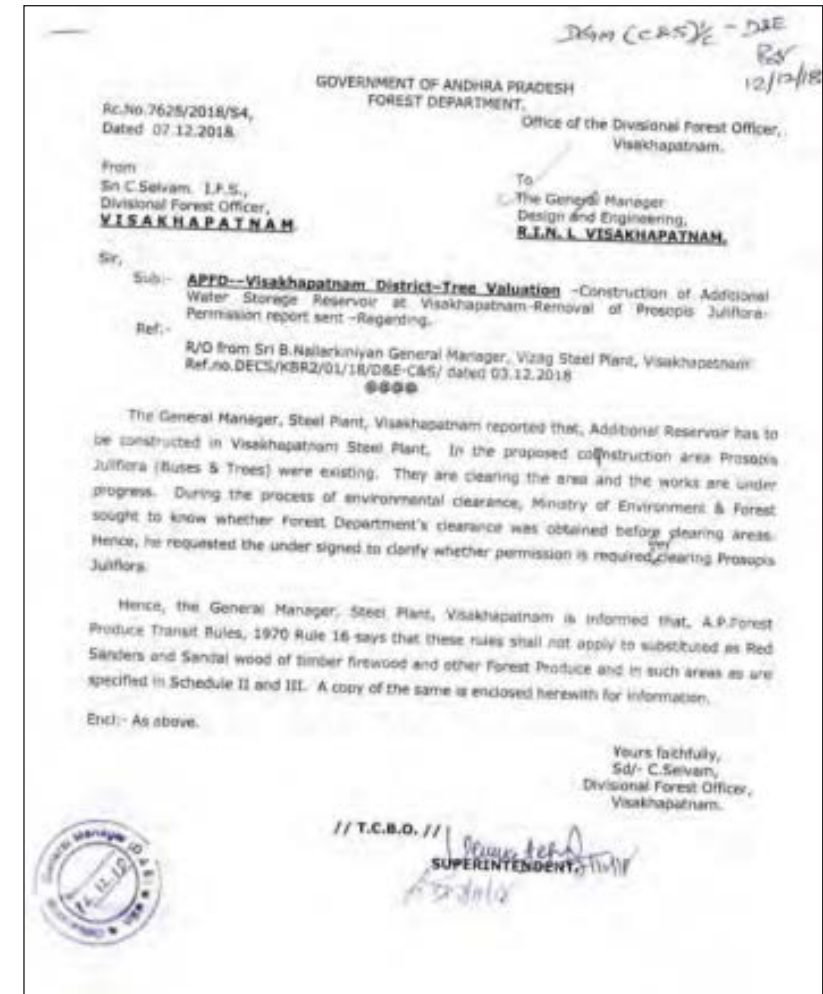 DGM (C&S) I/c - D&E
12/12/18
GOVERNMENT OF ANDHRA PRADESH
FOREST DEPARTMENT.
Rc.No.7628/2018/S4,
Dated 07.12.2018.
Office of the Divisional Forest Officer,
Visakhapatnam.
From
Sri C.Selvam. I.F.S.,
Divisional Forest Officer,
VISAKHAPATNAM.
To
The General Manager
Design and Engineering,
R.I.N. L VISAKHAPATNAM.
Sir,
Sub:- APFD--Visakhapatnam District-Tree Valuation -Construction of Additional
Water Storage Reservoir at Visakhapatnam-Removal of Prosopis Juliflora-
Permission report sent -Regarding.
Ref:-
R/O from Sri B.Nallarkiniyan General Manager, Vizag Steel Plant, Visakhapatnam
Ref.no.DECS/KBR2/01/18/D&E-C&S/ dated 03.12.2018
@@@@
The General Manager, Steel Plant, Visakhapatnam reported that, Additional Reservoir has to
be constructed in Visakhapatnam Steel Plant. In the proposed construction area Prosopis
Juliflora (Buses & Trees) were existing. They are clearing the area and the works are under
progress. During the process of environmental clearance, Ministry of Environment & Forest
sought to know whether Forest Department's clearance was obtained before clearing areas.
Hence, he requested the under signed to clarify whether permission is required for clearing Prosopis
Juliflora.
Hence, the General Manager, Steel Plant, Visakhapatnam is informed that, A.P.Forest
Produce Transit Rules, 1970 Rule 16 says that these rules shall not apply to substituted as Red
Sanders and Sandal wood of timber firewood and other Forest Produce and in such areas as are
specified in Schedule II and III. A copy of the same is enclosed herewith for information.
Encl:- As above.
Yours faithfully,
Sd/- C.Selvam,
Divisional Forest Officer,
Visakhapatnam.
// T.C.B.O. //
SUPERINTENDENT.
General Manager (D & E)